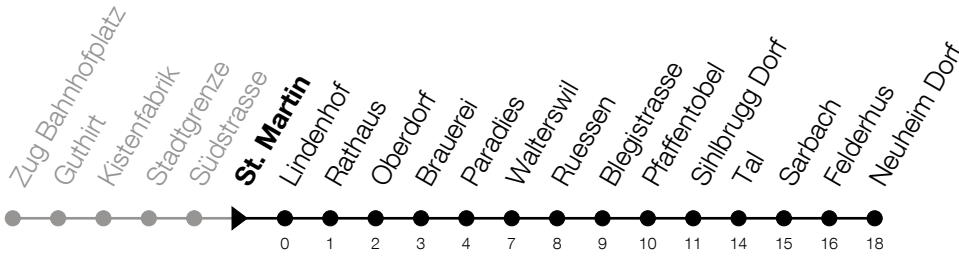 Zug Bahnhofplatz
Guthirt
Kistenfabrik
Stadtgrenze
Südstrasse
St. Martin
Lindenhof
Rathaus
Oberdorf
Brauerei
Paradies
Walterswil
Ruessen
Blegistrasse
Pfaffentobel
Sihlbrugg Dorf
Tal
Sarbach
Felderhus
Neuheim Dorf
0 1 2 3 4 7 8 9 10 11 14 15 16 18